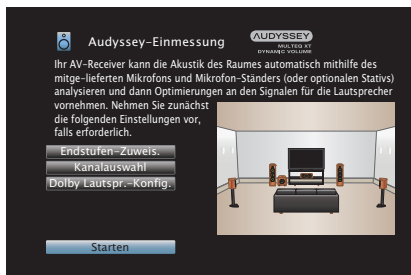 Audyssey-Einmessung
AUDYSSEY
MULTEQ XT
DYNAMIC VOLUME
Ihr AV-Receiver kann die Akustik des Raumes automatisch mithilfe des
mitge-lieferten Mikrofons und Mikrofon-Ständers (oder optionalen Stativs)
analysieren und dann Optimierungen an den Signalen für die Lautsprecher
vornehmen. Nehmen Sie zunächst
die folgenden Einstellungen vor,
falls erforderlich.
Endstufen-Zuweis.
Kanalauswahl
Dolby Lautspr.-Konfig.
Starten